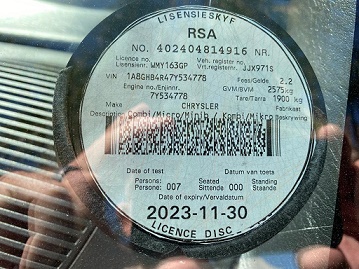 LISENSIESKYF
RSA
NO. 402404814916 NR.
Licence no. Veh. register no.
Lisensienr. WMY163GP Vrt.registernr. JJX971S
VIN 1A8GHB4R47Y534778 Fees/Gelde 2.2
Engine no./Enjinnr. GVM/BVM 2575kg
7Y534778 Tare/Tarra 1900 kg
Make CHRYSLER Fabrikaat
Description Combi/Micro/Minib / Kombi/Mikro Beskrywing
Date of test Datum van toets
Persons: Seated Standing
Persone: 007 Sittende 000 Staande
Date of expiry/Vervaldatum
2023-11-30
LICENCE DISC